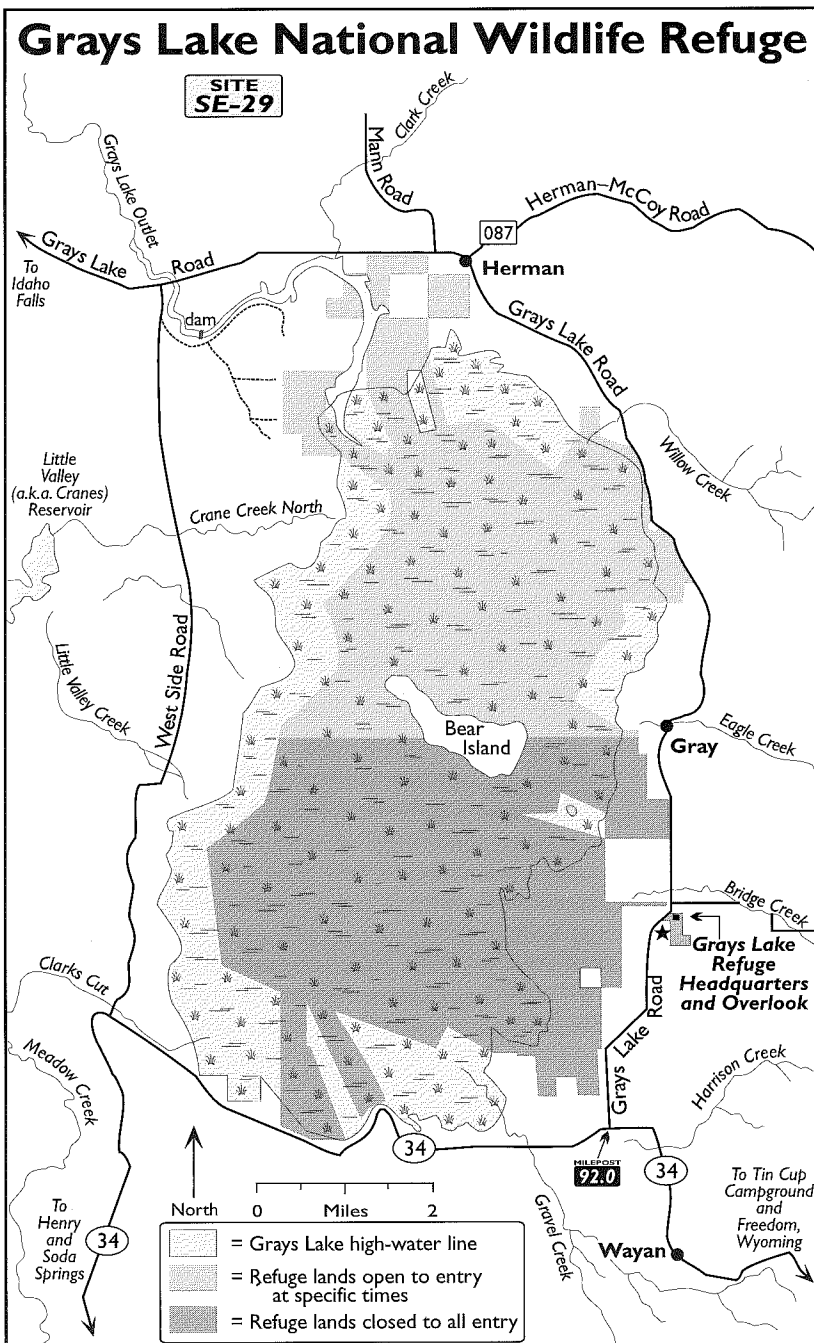 Grays Lake National Wildlife Refuge
SITE
SE-29
Grays Lake Outlet
Mann Road
Clark Creek
Herman–McCoy Road
087
Grays Lake Road
To
Idaho
Falls
Herman
dam
Grays Lake Road
Little
Valley
(a.k.a. Cranes)
Reservoir
Willow Creek
Crane Creek North
West Side Road
Little Valley Creek
Bear
Island
Gray
Eagle Creek
Bridge Creek
Grays Lake
Refuge
Headquarters
and Overlook
Clarks Cut
Grays Lake Road
Meadow Creek
Harrison Creek
34
MILEPOST
92.0
34
To Tin Cup
Campground
and
Freedom,
Wyoming
To
Henry
and
Soda
Springs
34
North
0 Miles 2
Gravel Creek
Wayan
= Grays Lake high-water line
= Refuge lands open to entry
at specific times
= Refuge lands closed to all entry